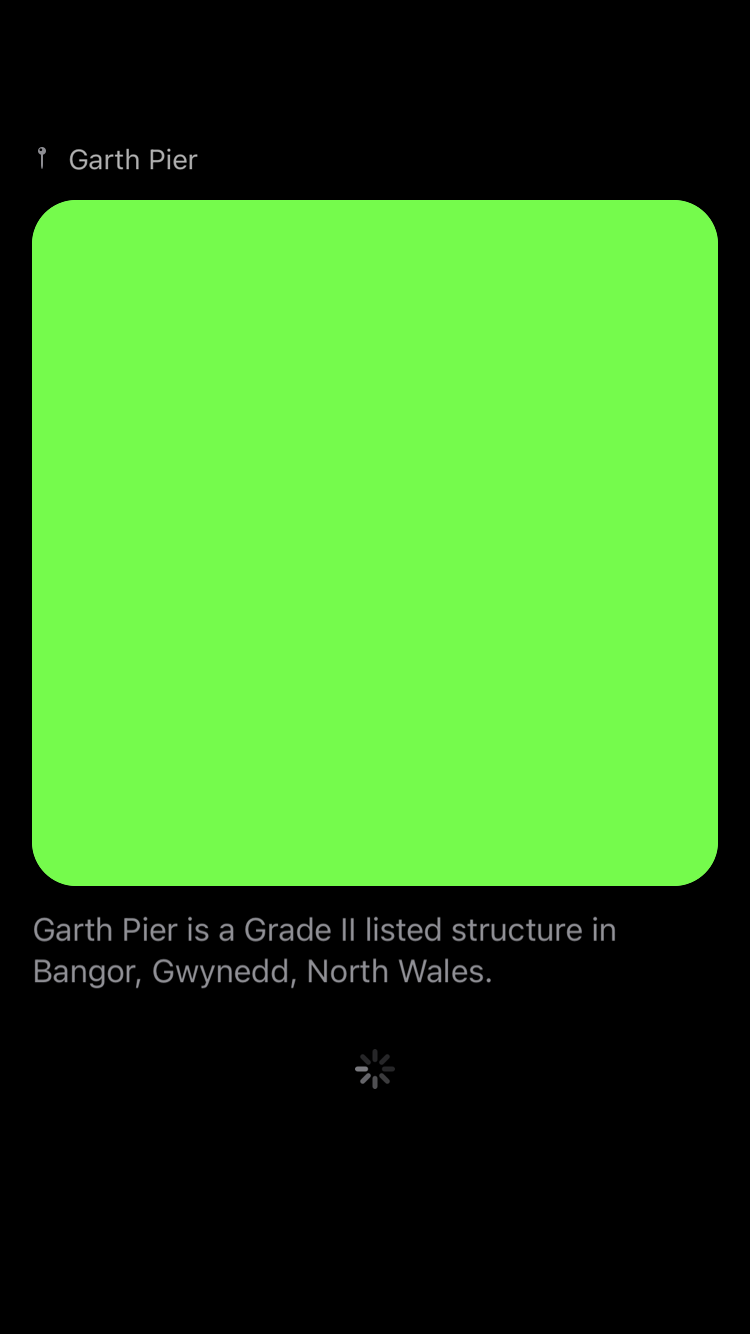 Garth Pier
Garth Pier is a Grade II listed structure in
Bangor, Gwynedd, North Wales.